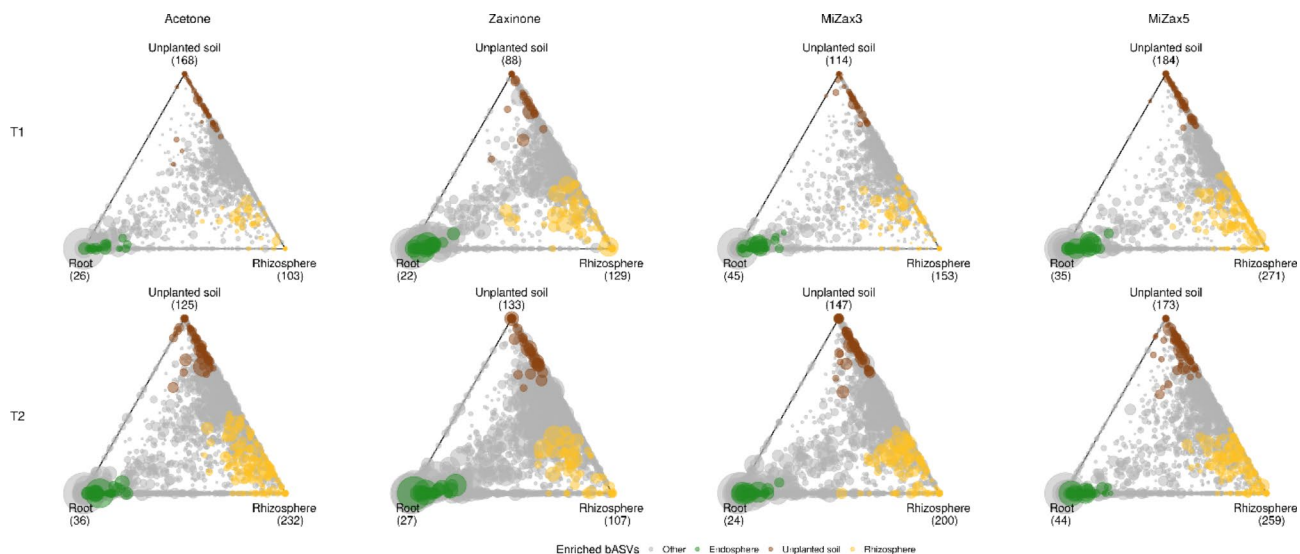 Acetone
Zaxinone
MiZax3
MiZax5
T1
Unplanted soil
(168)
Root
(26)
Rhizosphere
(103)
Unplanted soil
(88)
Root
(22)
Rhizosphere
(129)
Unplanted soil
(114)
Root
(45)
Rhizosphere
(153)
Unplanted soil
(184)
Root
(35)
Rhizosphere
(271)
T2
Unplanted soil
(125)
Root
(36)
Rhizosphere
(232)
Unplanted soil
(133)
Root
(27)
Rhizosphere
(107)
Unplanted soil
(147)
Root
(24)
Rhizosphere
(200)
Unplanted soil
(173)
Root
(44)
Rhizosphere
(259)
Enriched bASVs Other Endosphere Unplanted soil Rhizosphere